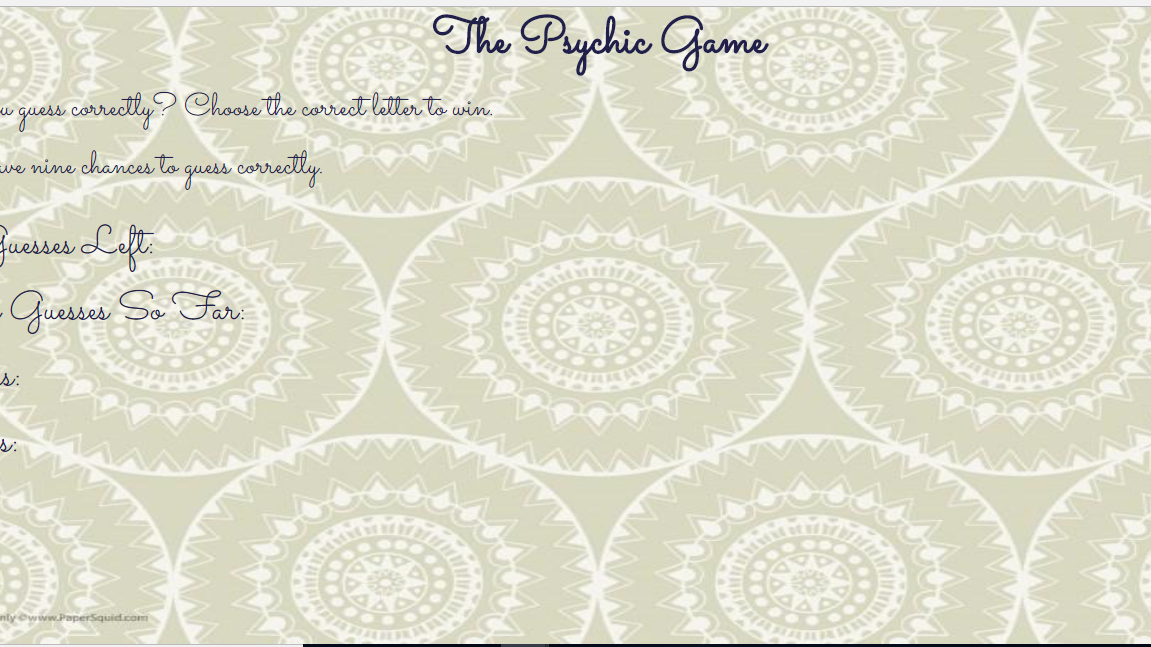 The Psychic Game
u guess correctly? Choose the correct letter to win.
ve nine chances to guess correctly.
Guesses Left:
Guesses So Far:
s:
s:
nly ©www.PaperSquid.com